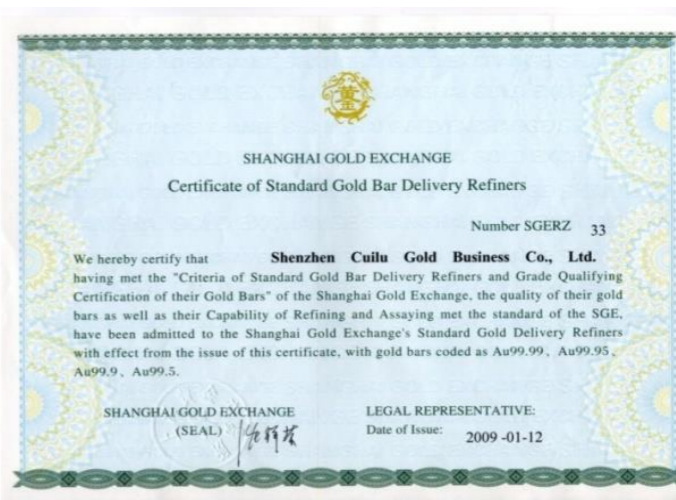 SHANGHAI GOLD EXCHANGE
Certificate of Standard Gold Bar Delivery Refiners
Number SGERZ 33
We hereby certify that Shenzhen Cuilu Gold Business Co., Ltd.
having met the "Criteria of Standard Gold Bar Delivery Refiners and Grade Qualifying
Certification of their Gold Bars" of the Shanghai Gold Exchange, the quality of their gold
bars as well as their Capability of Refining and Assaying met the standard of the SGE,
have been admitted to the Shanghai Gold Exchange's Standard Gold Delivery Refiners
with effect from the issue of this certificate, with gold bars coded as Au99.99、Au99.95、
Au99.9、Au99.5.
SHANGHAI GOLD EXCHANGE
(SEAL)
LEGAL REPRESENTATIVE:
Date of Issue: 2009 -01-12